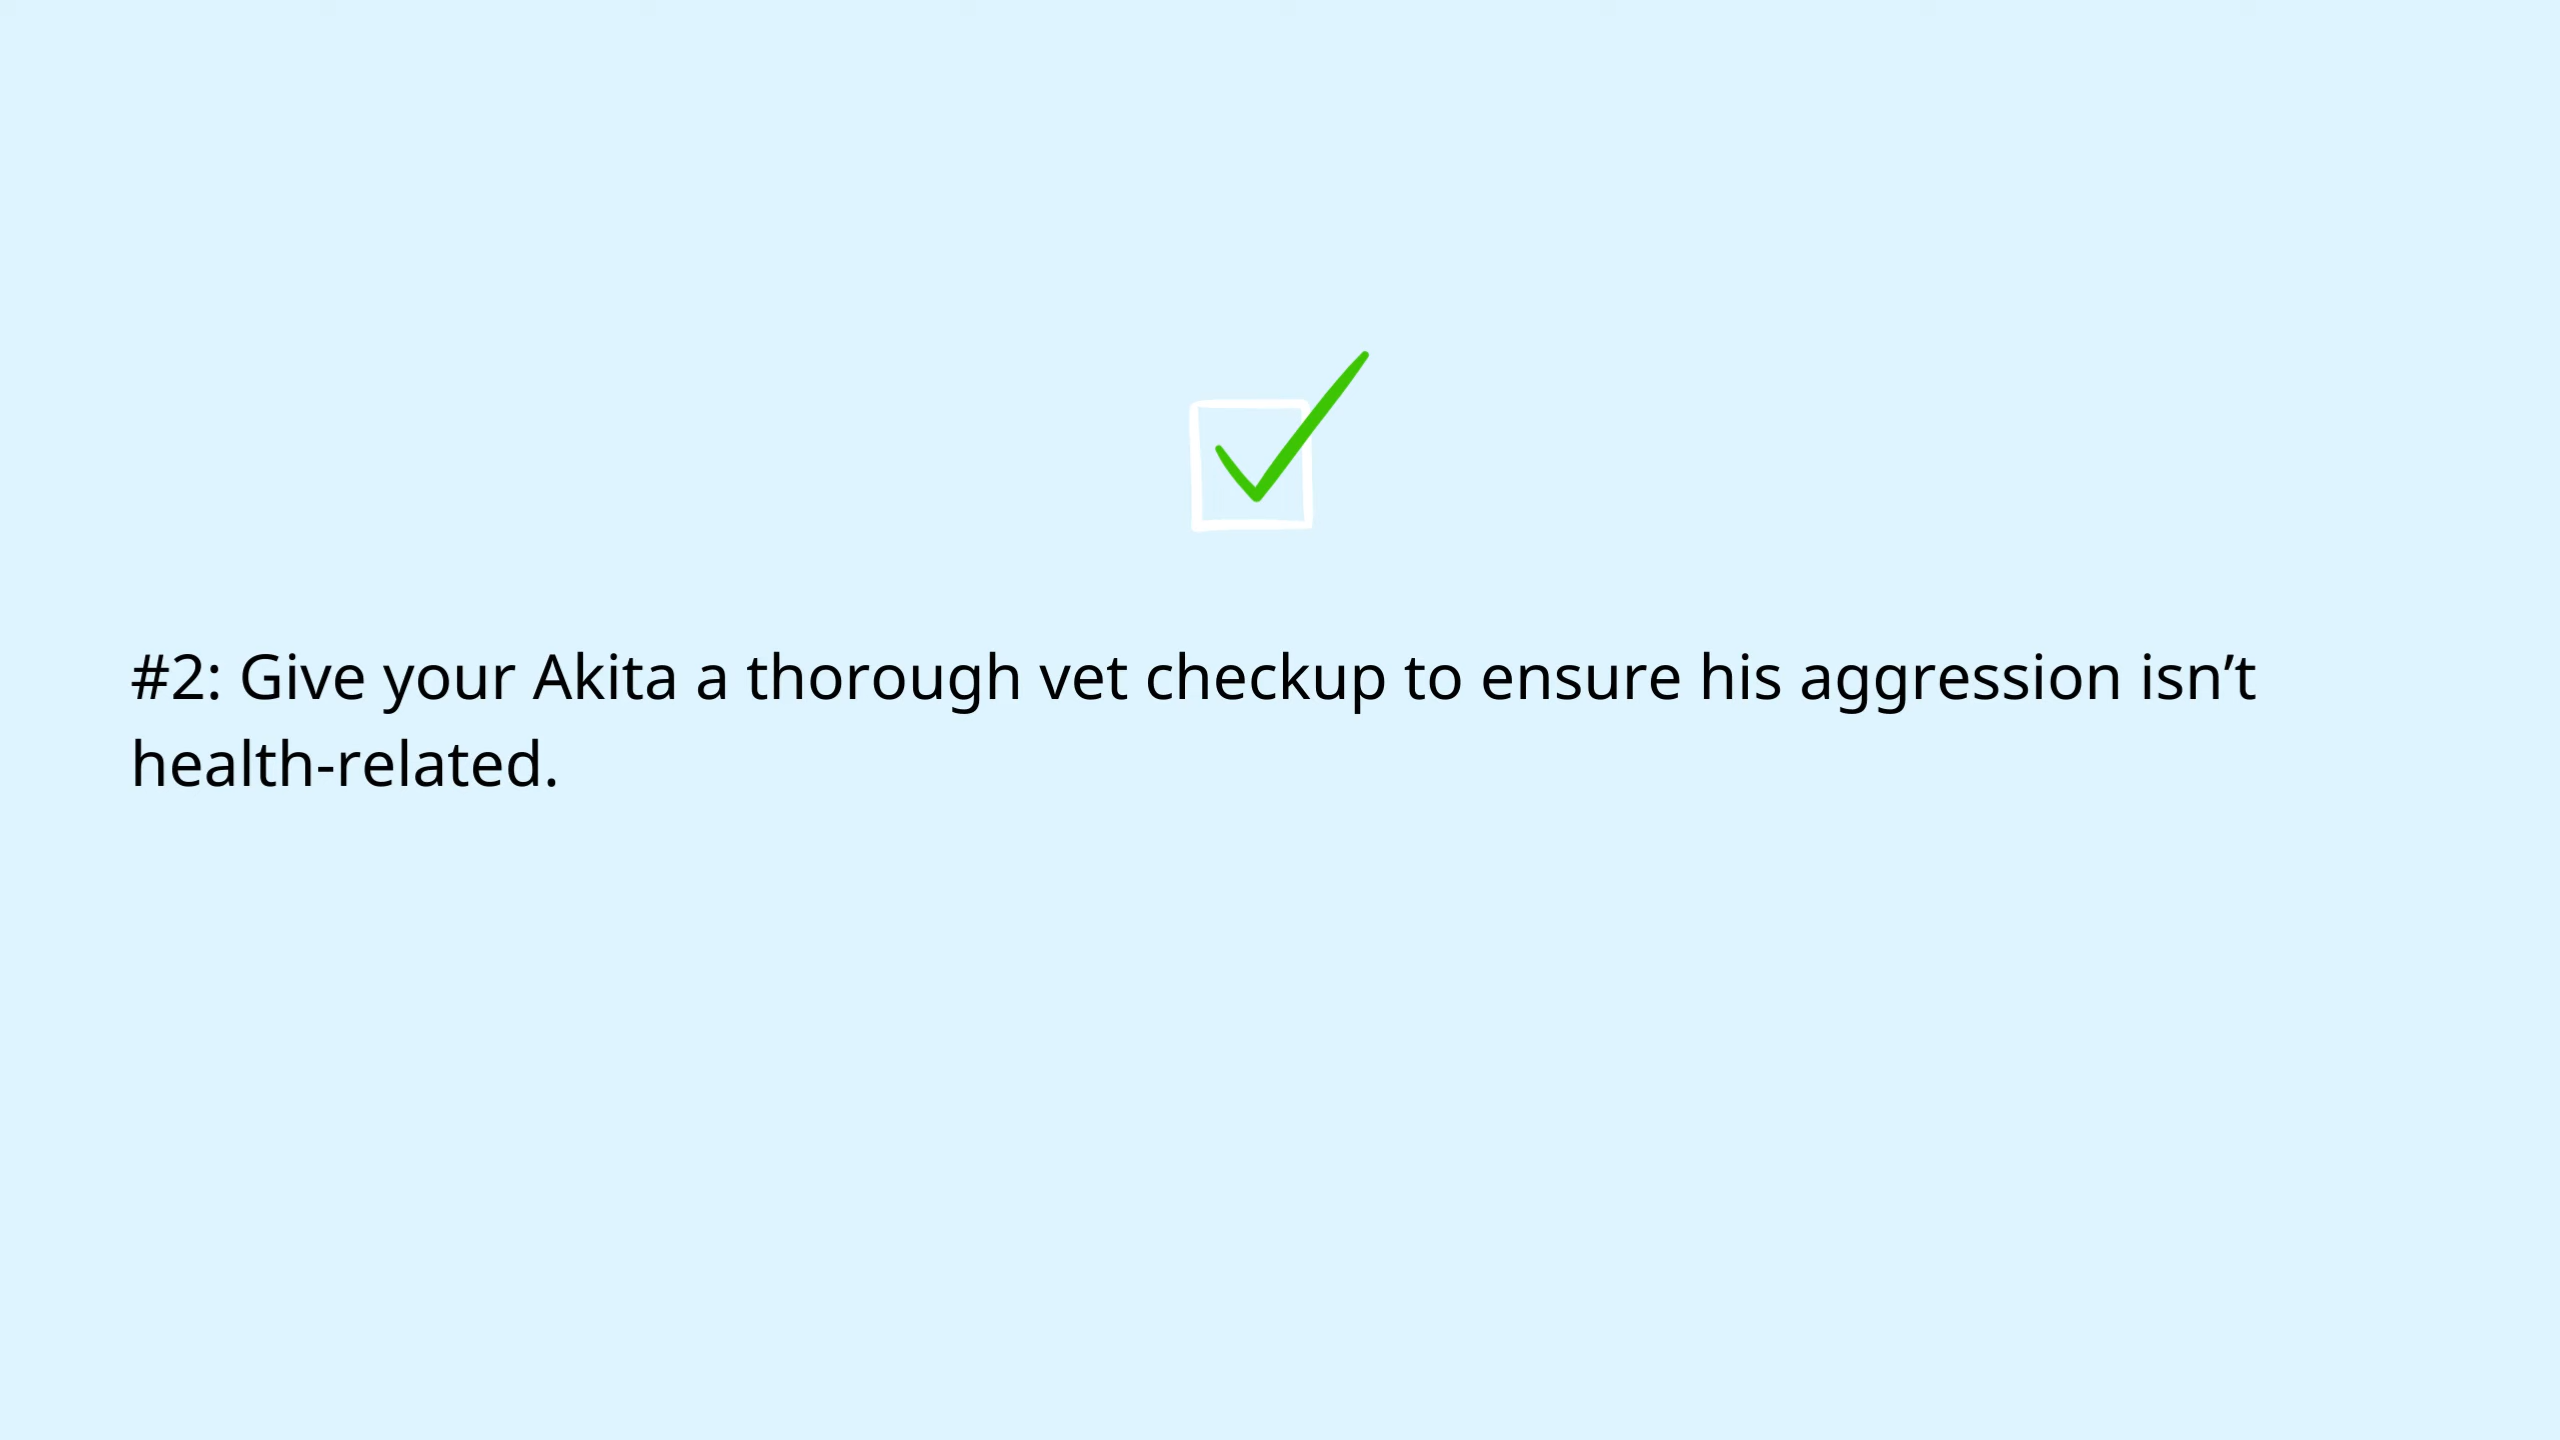 #2: Give your Akita a thorough vet checkup to ensure his aggression isn’t
health-related.